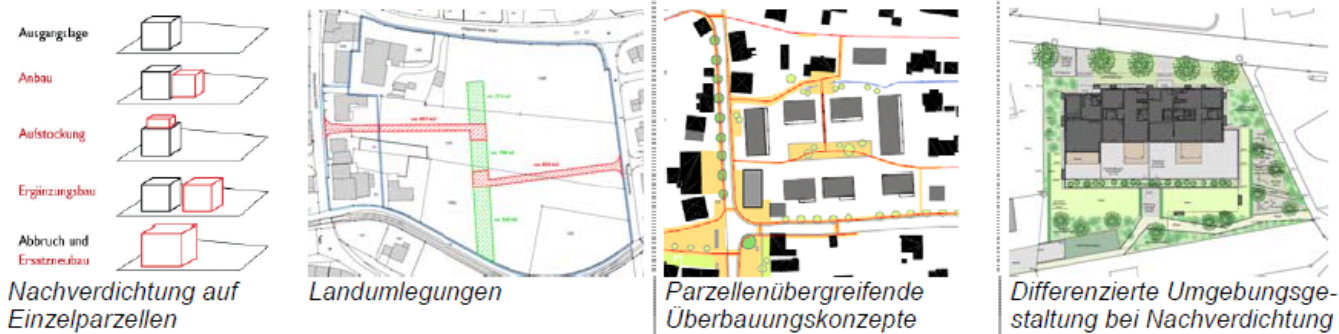 Ausgangslage
Anbau
Aufstockung
Ergänzungsbau
Abbruch und
Ersatzneubau
Nachverdichtung auf
Einzelparzellen
Landumlegungen
Parzellenübergreifende
Überbauungskonzepte
Differenzierte Umgebungsge-
staltung bei Nachverdichtung